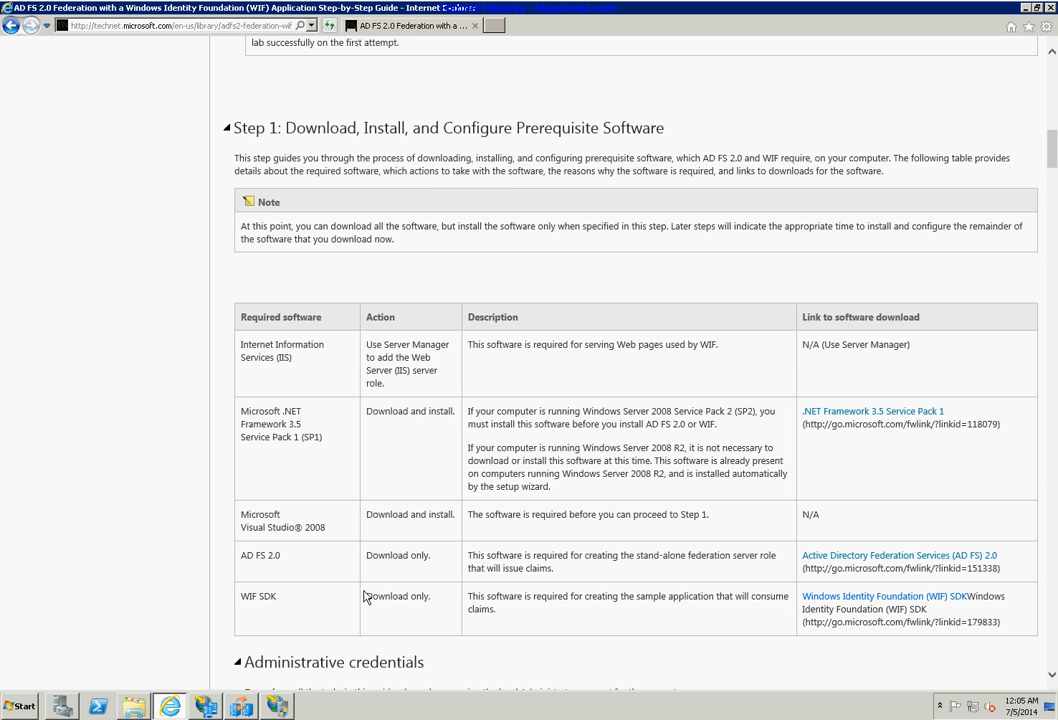 AD FS 2.0 Federation with a Windows Identity Foundation (WIF) Application Step-by-Step Guide - Internet
http://technet.microsoft.com/en-us/library/adfs2-federation-wif
AD FS 2.0 Federation with a ...
lab successfully on the first attempt.
Step 1: Download, Install, and Configure Prerequisite Software
This step guides you through the process of downloading, installing, and configuring prerequisite software, which AD FS 2.0 and WIF require, on your computer. The following table provides
details about the required software, which actions to take with the software, the reasons why the software is required, and links to downloads for the software.
Note
At this point, you can download all the software, but install the software only when specified in this step. Later steps will indicate the appropriate time to install and configure the remainder of
the software that you download now.
Required software
Action
Description
Link to software download
Internet Information
Services (IIS)
Use Server Manager
to add the Web
Server (IIS) server
role.
This software is required for serving Web pages used by WIF.
N/A (Use Server Manager)
Microsoft .NET
Framework 3.5
Service Pack 1 (SP1)
Download and install.
If your computer is running Windows Server 2008 Service Pack 2 (SP2), you
must install this software before you install AD FS 2.0 or WIF.
If your computer is running Windows Server 2008 R2, it is not necessary to
download or install this software at this time. This software is already present
on computers running Windows Server 2008 R2, and is installed automatically
by the setup wizard.
.NET Framework 3.5 Service Pack 1
(http://go.microsoft.com/fwlink/?linkid=118079)
Microsoft
Visual Studio® 2008
Download and install.
The software is required before you can proceed to Step 1.
N/A
AD FS 2.0
Download only.
This software is required for creating the stand-alone federation server role
that will issue claims.
Active Directory Federation Services (AD FS) 2.0
(http://go.microsoft.com/fwlink/?linkid=151338)
WIF SDK
Download only.
This software is required for creating the sample application that will consume
claims.
Windows Identity Foundation (WIF) SDKWindows
Identity Foundation (WIF) SDK
(http://go.microsoft.com/fwlink/?linkid=179833)
Administrative credentials
Start
12:05 AM
7/5/2014